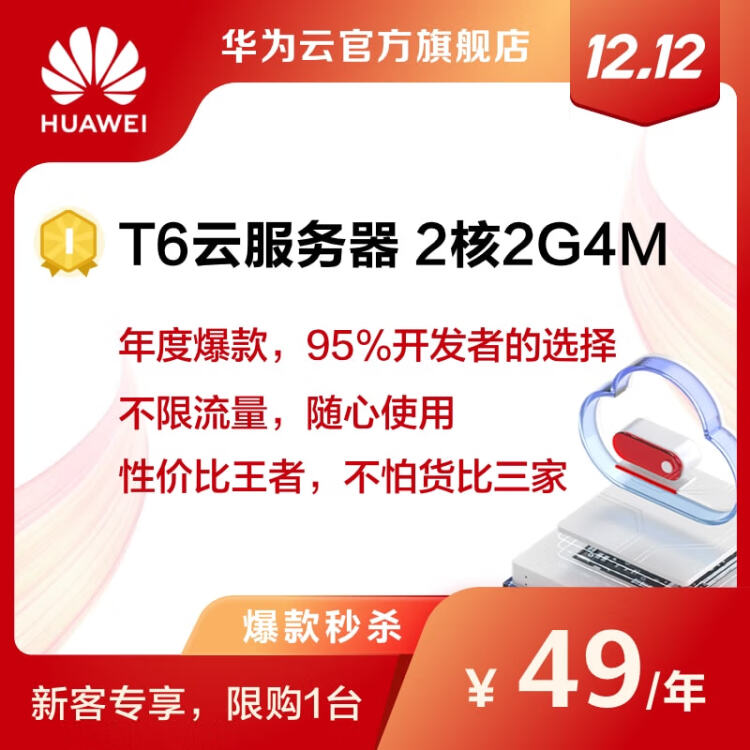 华为云官方旗舰店
12.12
HUAWEI
1
T6云服务器 2核2G4M
年度爆款，95%开发者的选择
不限流量，随心使用
性价比王者，不怕货比三家
爆款秒杀
新客专享，限购1台
¥ 49/年